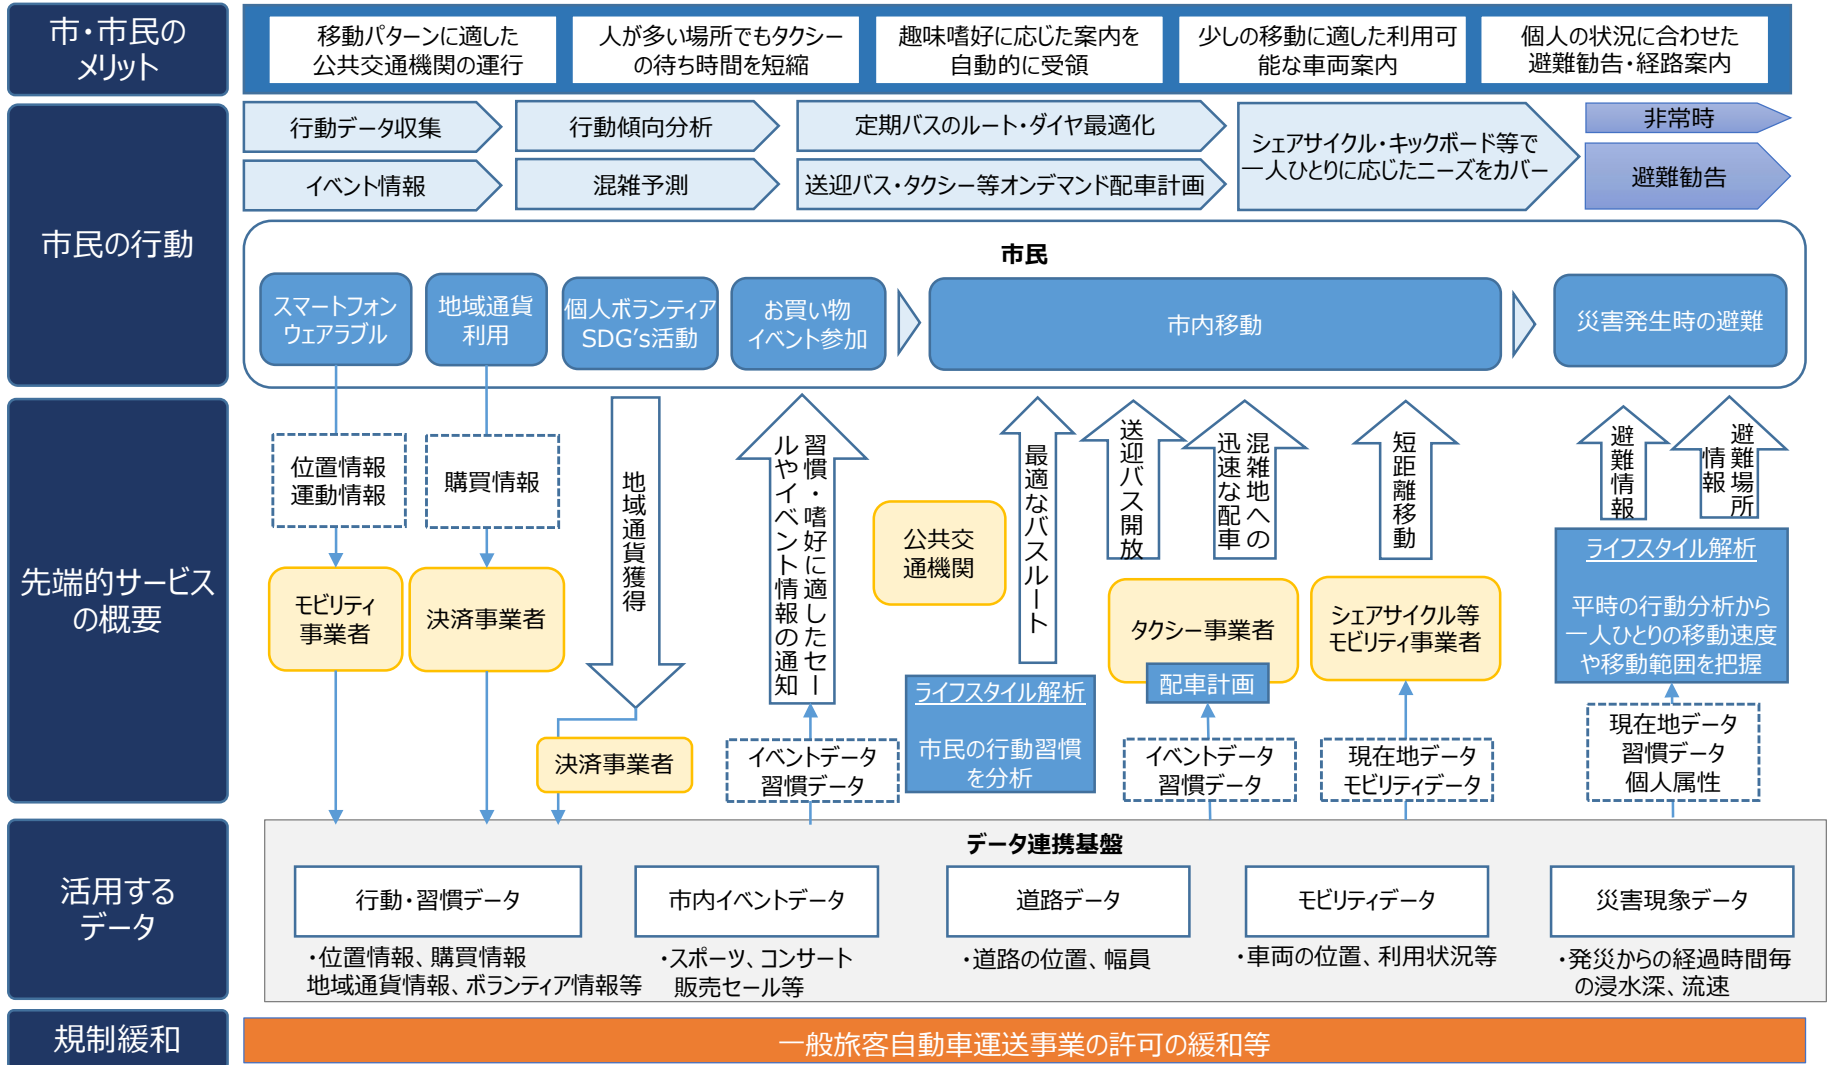 市・市民の
メリット
移動パターンに適した
公共交通機関の運行
人が多い場所でもタクシー
の待ち時間を短縮
趣味嗜好に応じた案内を
自動的に受領
少しの移動に適した利用可
能な車両案内
個人の状況に合わせた
避難勧告・経路案内
市民の行動
行動データ収集
行動傾向分析
定期バスのルート・ダイヤ最適化
シェアサイクル・キックボード等で
一人ひとりに応じたニーズをカバー
非常時
イベント情報
混雑予測
送迎バス・タクシー等オンデマンド配車計画
避難勧告
市民
スマートフォン
ウェアラブル
地域通貨
利用
個人ボランティア
SDG's活動
お買い物
イベント参加
市内移動
災害発生時の避難
先端的サービス
の概要
位置情報
運動情報
購買情報
地域通貨獲得
習慣・嗜好に適したセー
ルやイベント情報の通知
公共交
通機関
最適なバスルート
送迎バス開放
混雑地への
迅速な配車
短距離移動
避難情報
避難場所
情報
モビリティ
事業者
決済事業者
タクシー事業者
配車計画
シェアサイクル等
モビリティ事業者
ライフスタイル解析
平時の行動分析から
一人ひとりの移動速度
や移動範囲を把握
決済事業者
イベントデータ
習慣データ
ライフスタイル解析
市民の行動習慣
を分析
イベントデータ
習慣データ
現在地データ
モビリティデータ
現在地データ
習慣データ
個人属性
活用する
データ
データ連携基盤
行動・習慣データ
・位置情報、購買情報
地域通貨情報、ボランティア情報等
市内イベントデータ
・スポーツ、コンサート
販売セール等
道路データ
・道路の位置、幅員
モビリティデータ
・車両の位置、利用状況等
災害現象データ
・発災からの経過時間毎
の浸水深、流速
規制緩和
一般旅客自動車運送事業の許可の緩和等